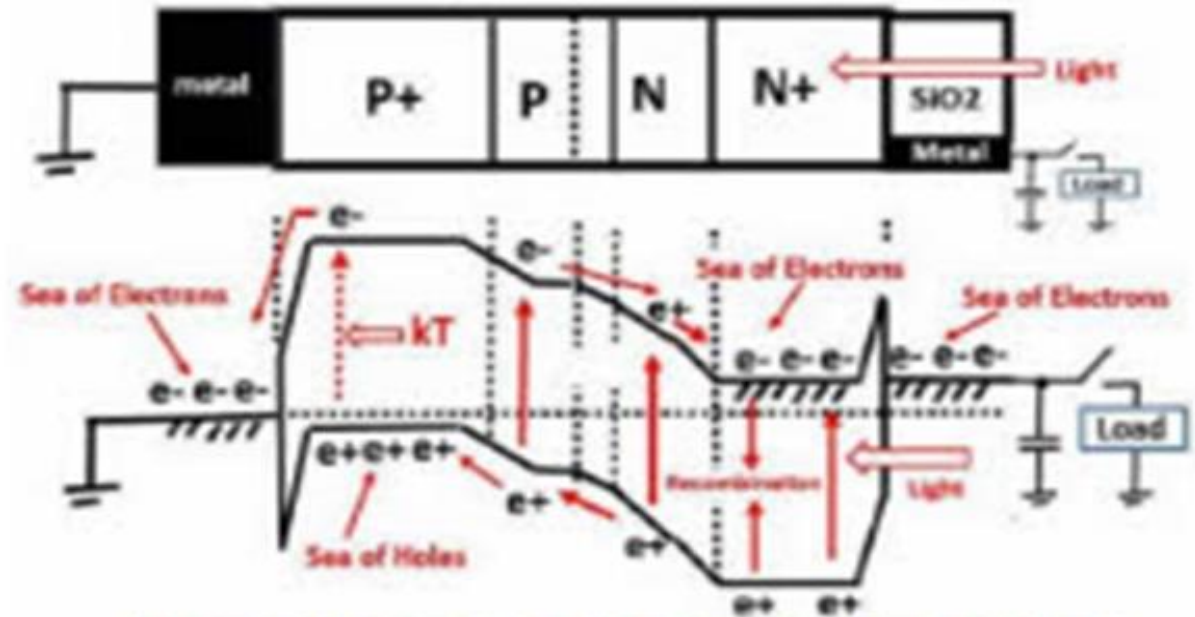 metal
P+
P
N
N+
Light
SiO2
Metal
Load
e-
e-
Sea of Electrons
Sea of Electrons
Sea of Electrons
e+
kT
e- e- e-
e- e- e-
e- e- e-
Load
e+e+ e+
e+
Recombination
Light
e+
Sea of Holes
e+
e+